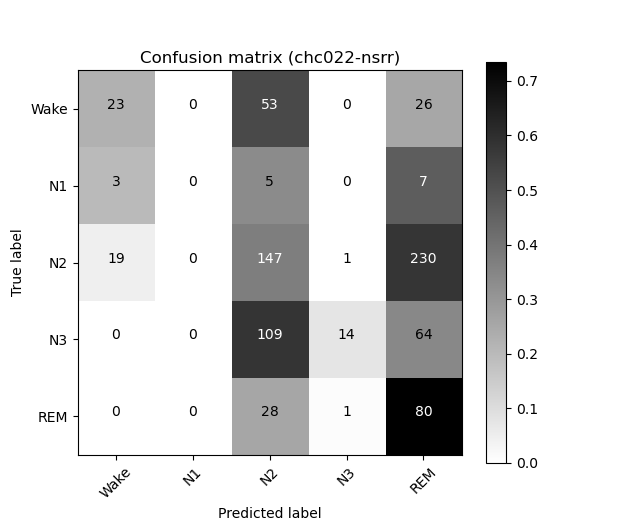 Confusion matrix (chc022-nsrr)
True label
Wake 23 0 53 0 26
N1 3 0 5 0 7
N2 19 0 147 1 230
N3 0 0 109 14 64
REM 0 0 28 1 80
Wake N1 N2 N3 REM
Predicted label
0.7
0.6
0.5
0.4
0.3
0.2
0.1
0.0